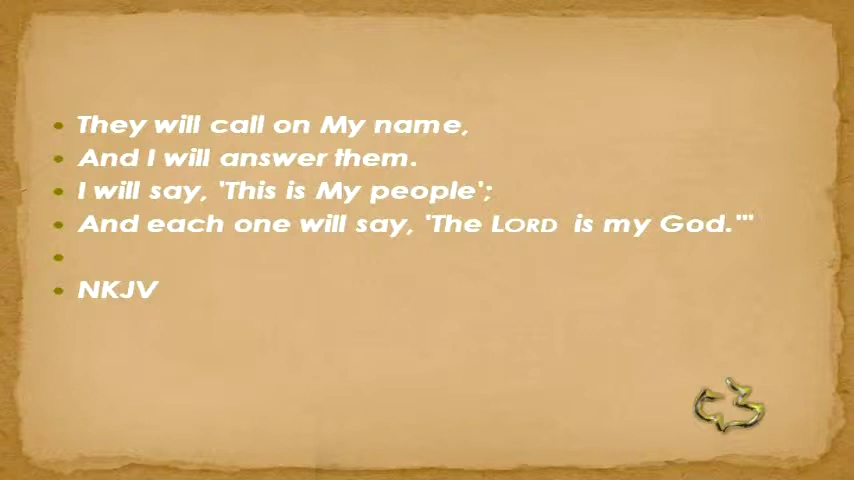 They will call on My name,
And I will answer them.
I will say, 'This is My people';
And each one will say, 'The LORD is my God.'"
NKJV